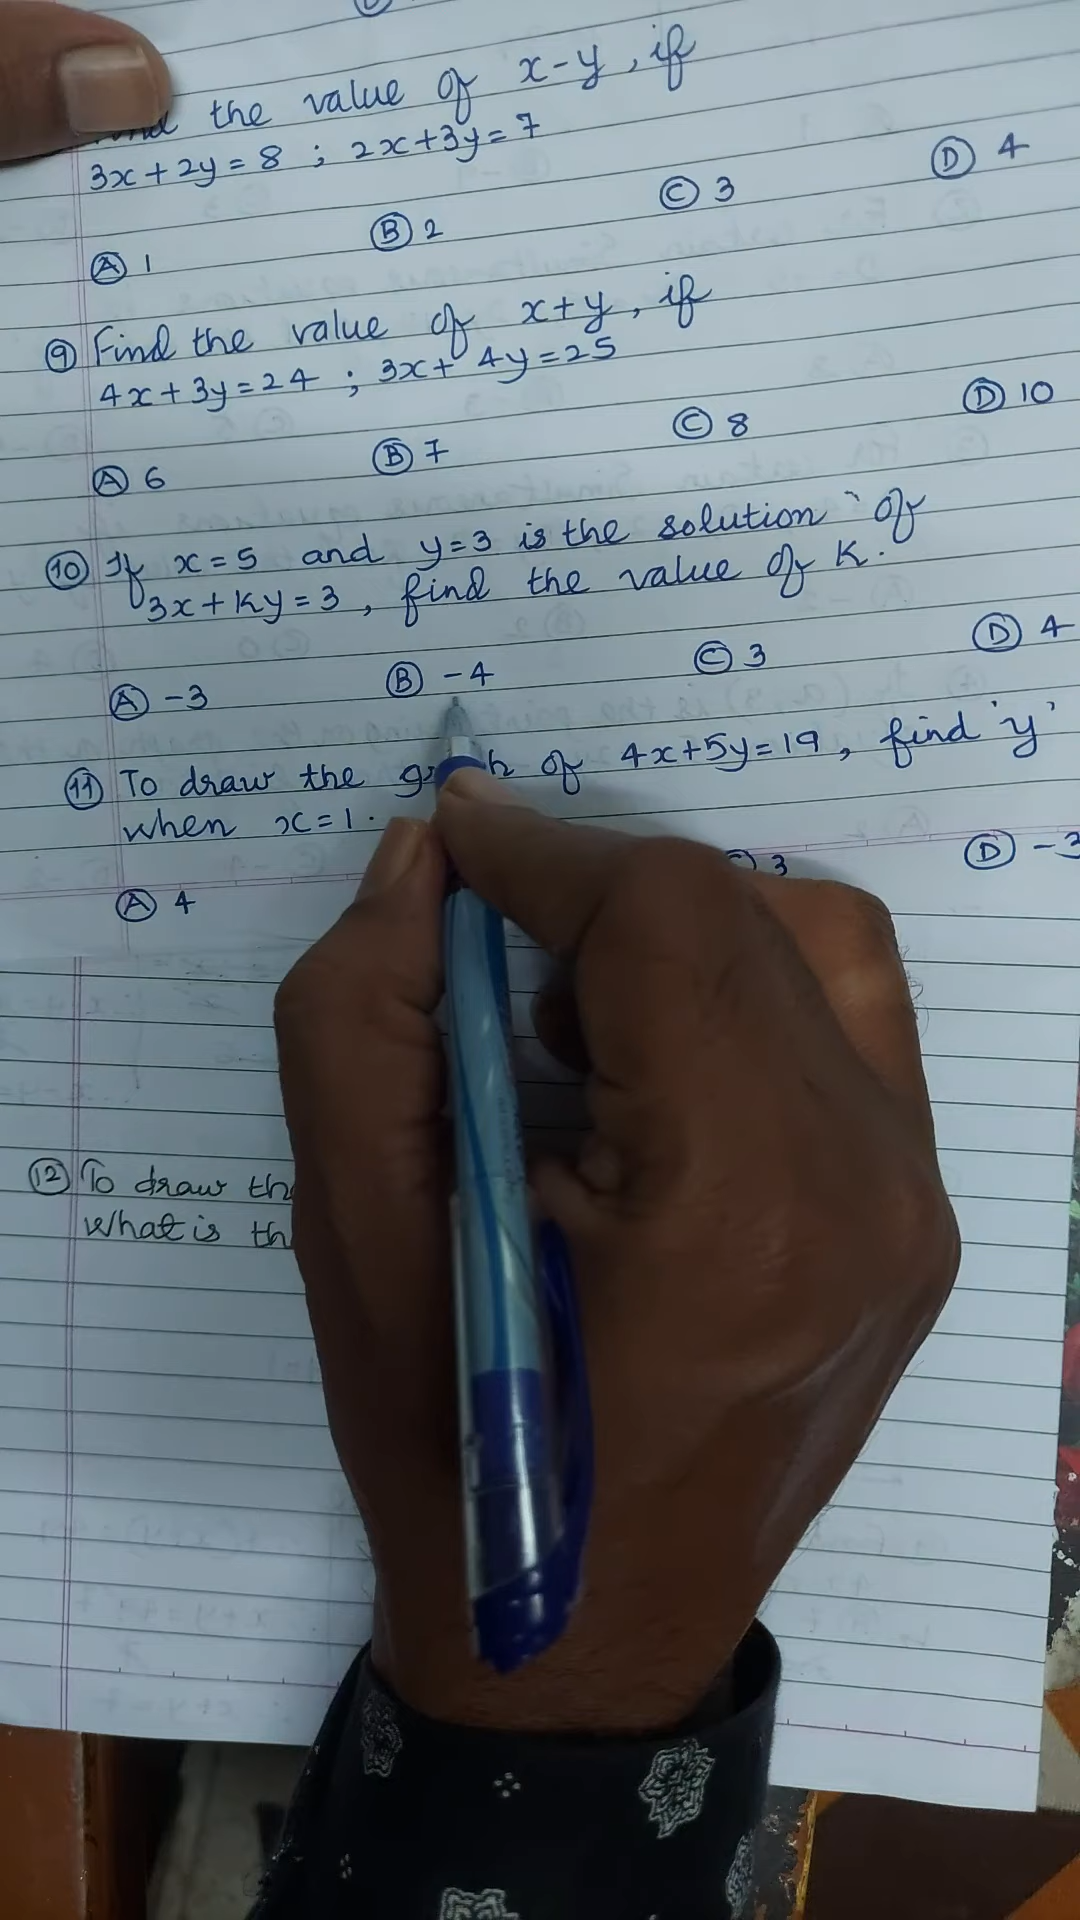 the value of x-y, if
3x+2y=8 ; 2x+3y=7
Ⓐ 1 Ⓑ 2 Ⓒ 3 Ⓓ 4
⑨ Find the value of x+y, if
4x+3y=24 ; 3x+4y=25
Ⓐ 6 Ⓑ 7 Ⓒ 8 Ⓓ 10
⑩ If x=5 and y=3 is the solution of
3x+Ky=3, find the value of K.
Ⓐ -3 Ⓑ -4 Ⓒ 3 Ⓓ 4
⑪ To draw the of 4x+5y=19, find 'y'
when x=1.
Ⓐ 4 3 Ⓓ -3
⑫ To draw
What is